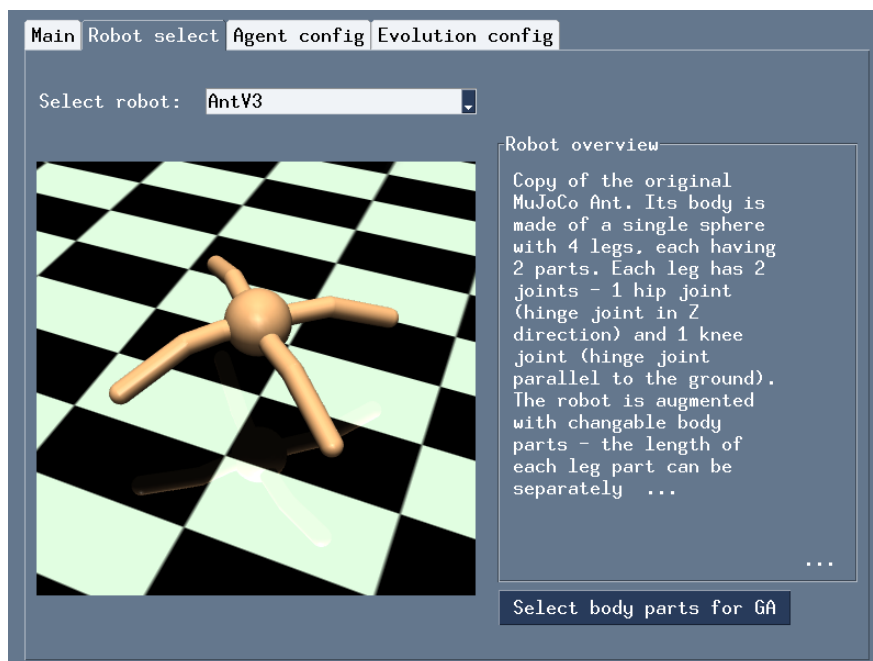 Main Robot select Agent config Evolution config
Select robot: AntV3
Robot overview
Copy of the original
MuJoCo Ant. Its body is
made of a single sphere
with 4 legs, each having
2 parts. Each leg has 2
joints - 1 hip joint
(hinge joint in Z
direction) and 1 knee
joint (hinge joint
parallel to the ground).
The robot is augmented
with changable body
parts - the length of
each leg part can be
separately ...
...
Select body parts for GA